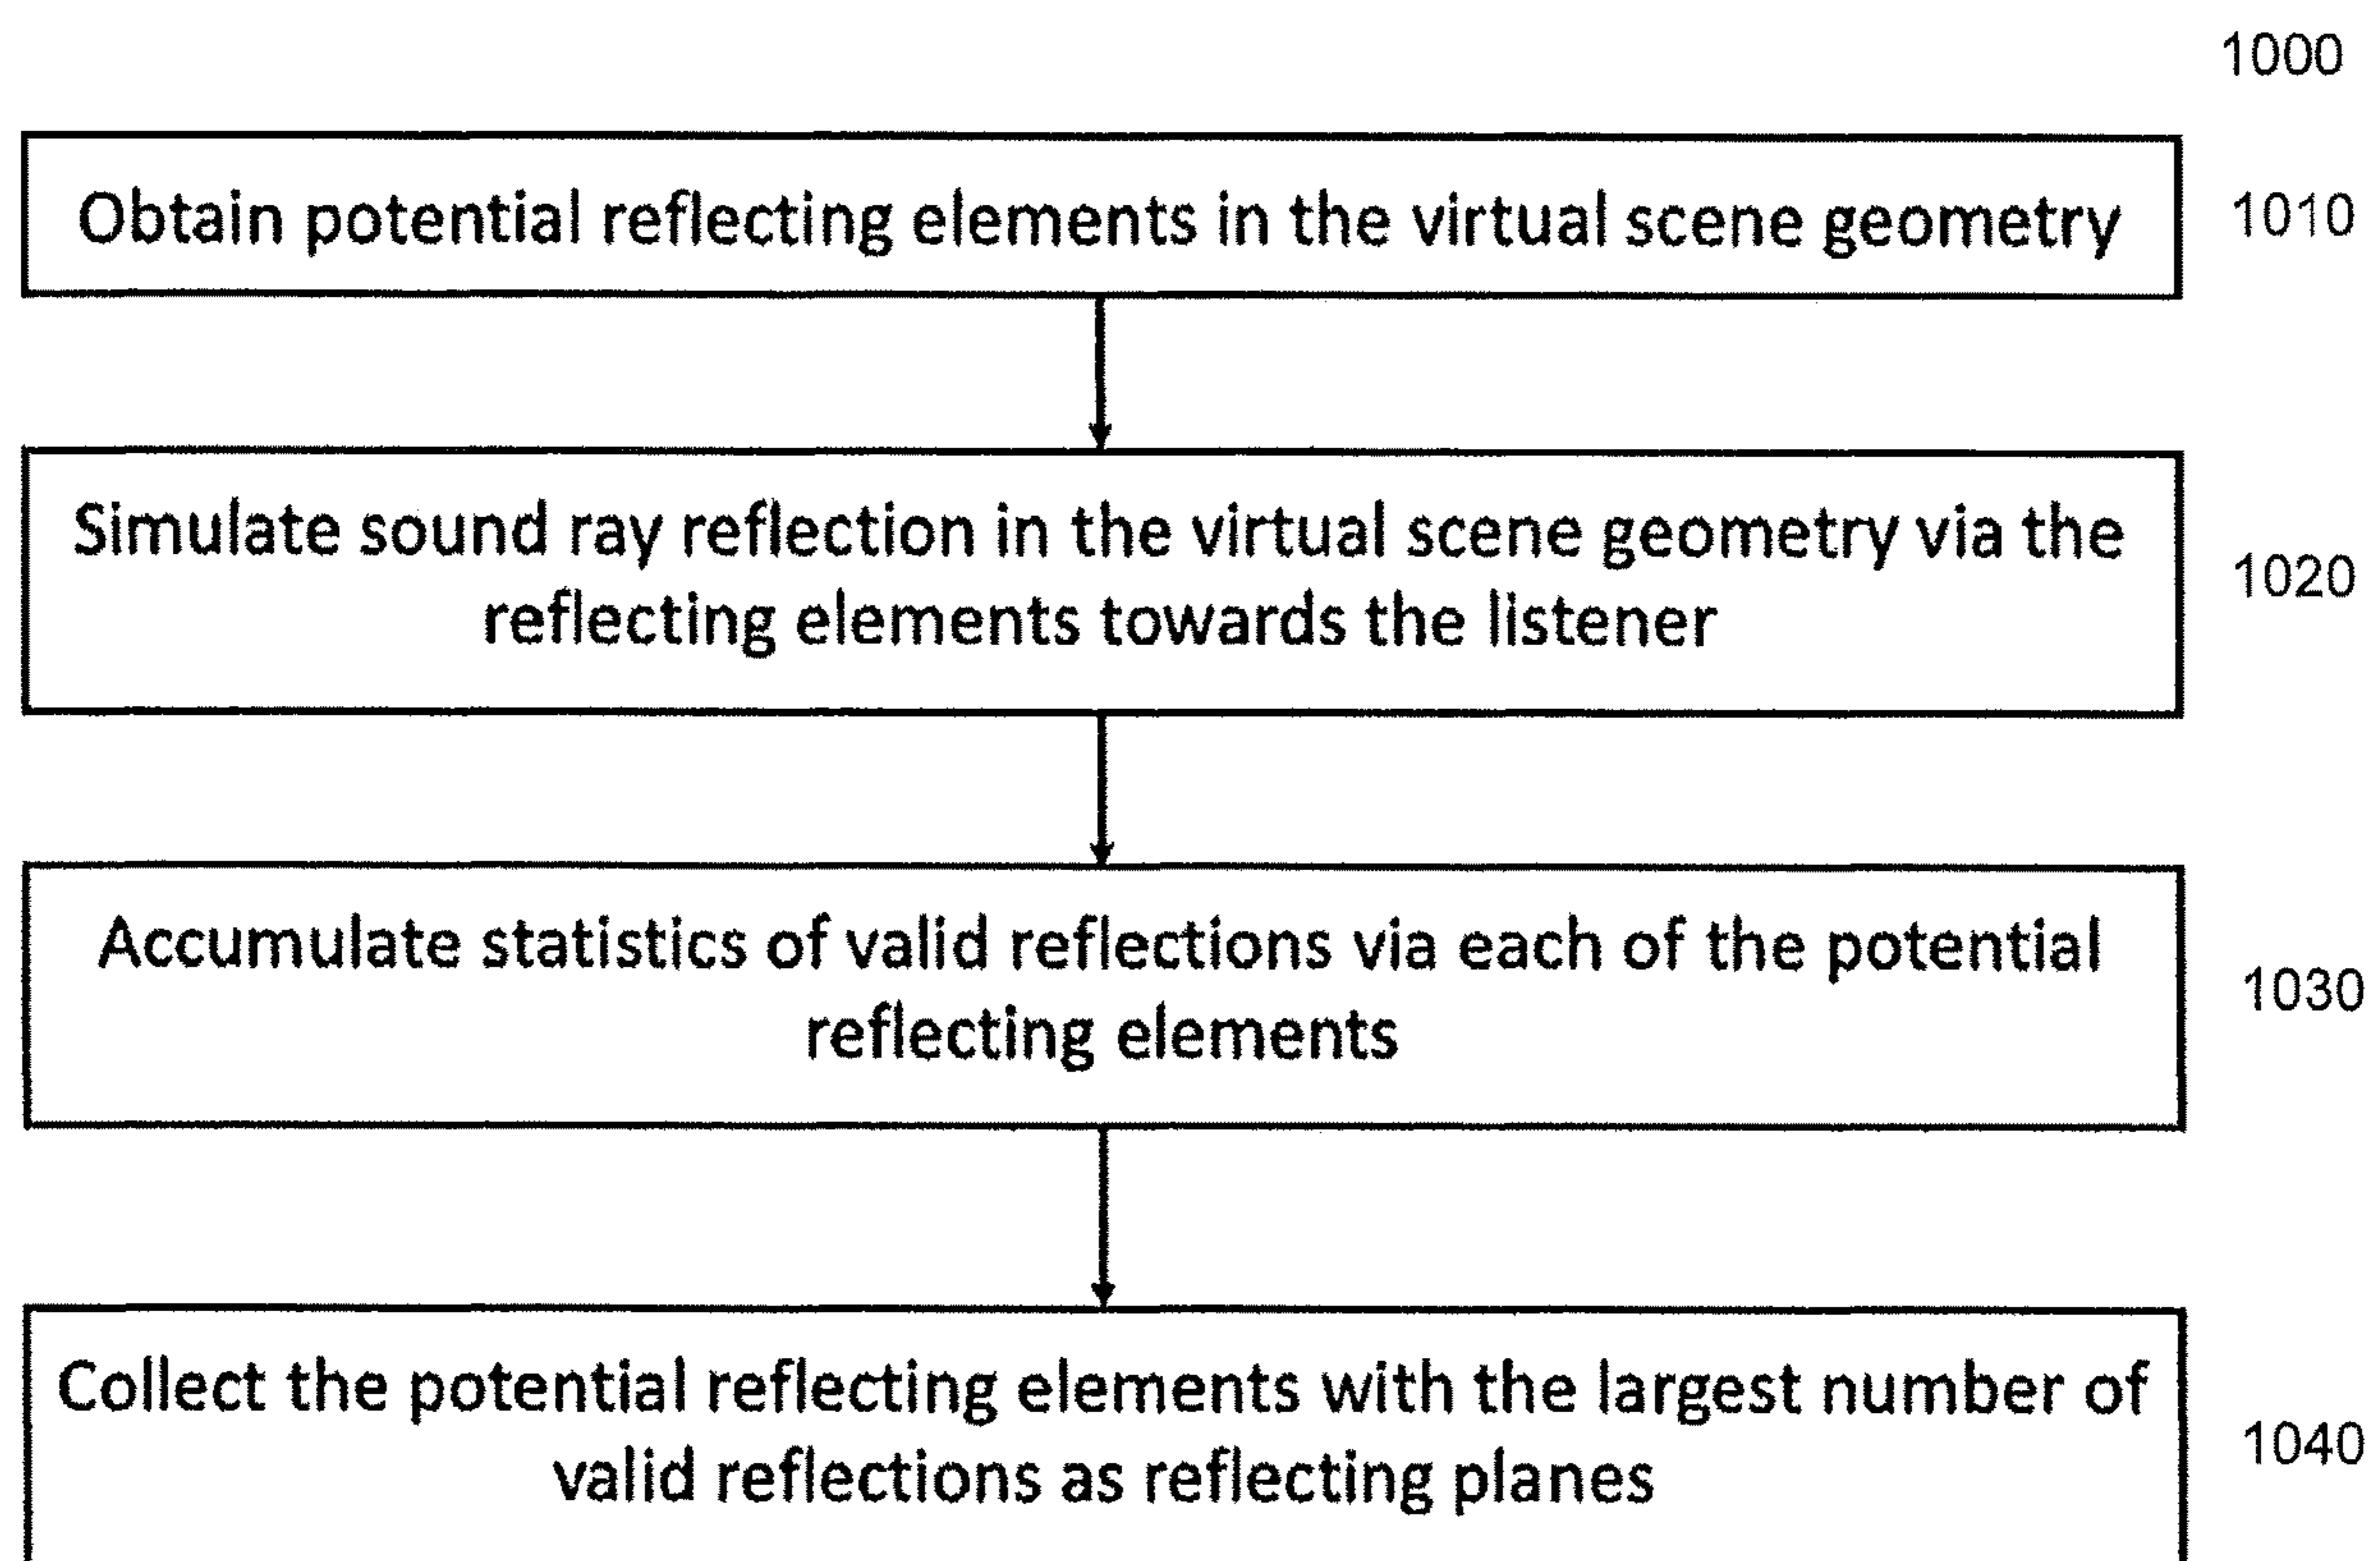 1000
Obtain potential reflecting elements in the virtual scene geometry
1010
Simulate sound ray reflection in the virtual scene geometry via the
reflecting elements towards the listener
1020
Accumulate statistics of valid reflections via each of the potential
reflecting elements
1030
Collect the potential reflecting elements with the largest number of
valid reflections as reflecting planes
1040